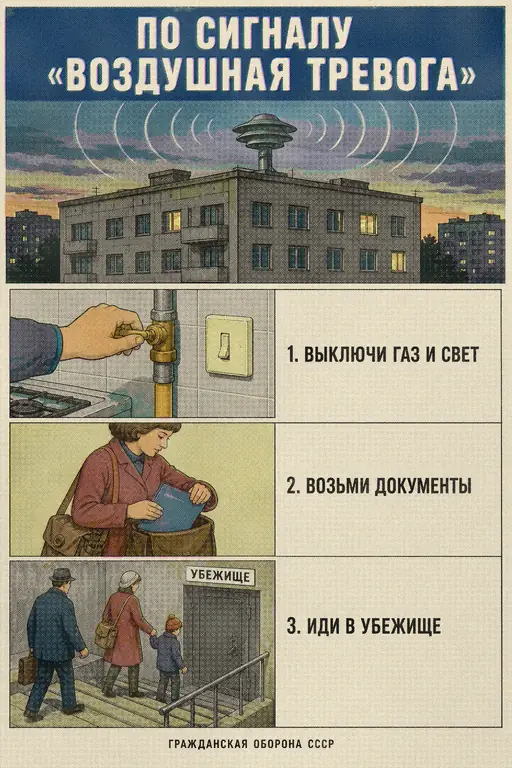 ПО СИГНАЛУ
«ВОЗДУШНАЯ ТРЕВОГА»
1. ВЫКЛЮЧИ ГАЗ И СВЕТ
2. ВОЗЬМИ ДОКУМЕНТЫ
УБЕЖИЩЕ
3. ИДИ В УБЕЖИЩЕ
ГРАЖДАНСКАЯ ОБОРОНА СССР